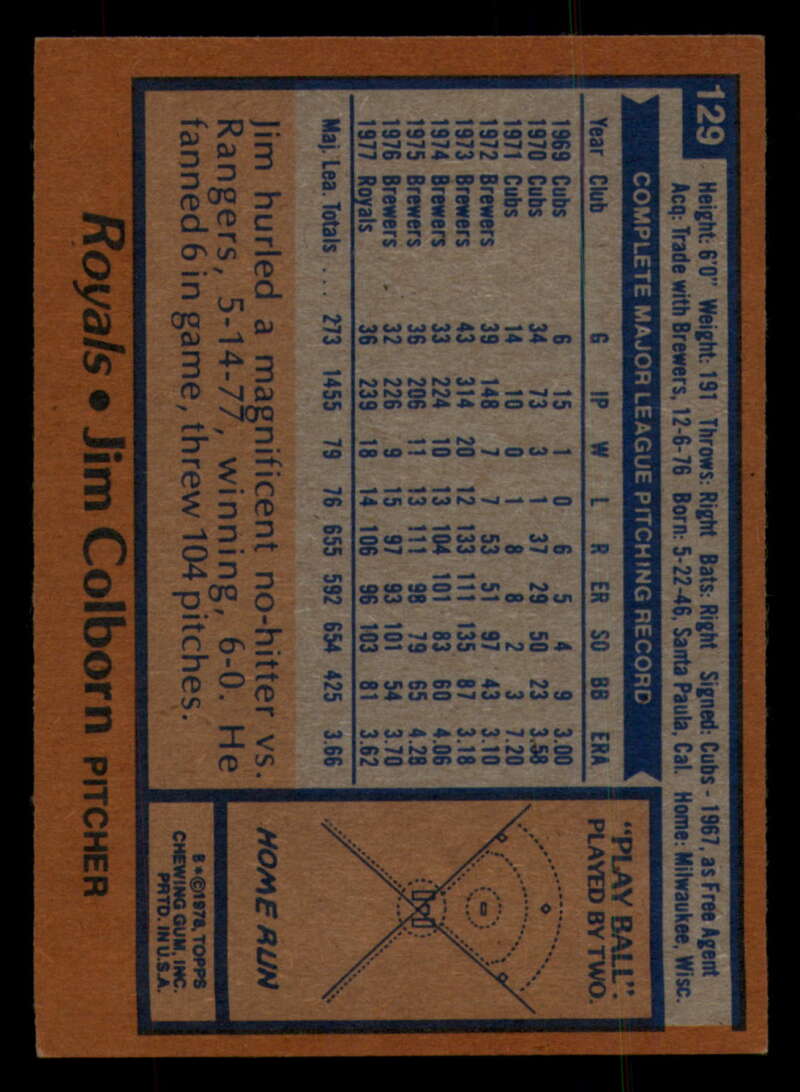 129
Height: 6'0" Weight: 191 Throws: Right Bats: Right Signed: Cubs - 1967, as Free Agent
Acq: Trade with Brewers, 12-6-76 Born: 5-22-46, Santa Paula, Cal. Home: Milwaukee, Wisc.
COMPLETE MAJOR LEAGUE PITCHING RECORD
Year Club G IP W L R ER SO BB ERA
1969 Cubs 6 15 1 0 6 5 4 9 3.00
1970 Cubs 34 73 3 1 37 29 50 23 3.58
1971 Cubs 14 10 0 1 8 8 2 3 7.20
1972 Brewers 39 148 7 7 53 51 97 43 3.10
1973 Brewers 43 314 20 12 133 111 135 87 3.18
1974 Brewers 33 224 10 13 104 101 83 60 4.06
1975 Brewers 36 206 11 13 111 98 79 65 4.29
1976 Brewers 32 226 9 15 97 93 101 54 3.70
1977 Royals 36 239 18 14 106 96 103 81 3.62
Maj. Lea. Totals ... 273 1455 79 76 655 592 654 425 3.66
Jim hurled a magnificent no-hitter vs.
Rangers, 5-14-77, winning, 6-0. He
fanned 6 in game, threw 104 pitches.
"PLAY BALL"
PLAYED BY TWO.
HOME RUN
B*©1978, TOPPS
CHEWING GUM, INC.
PRTD. IN U.S.A.
Royals • Jim Colborn PITCHER